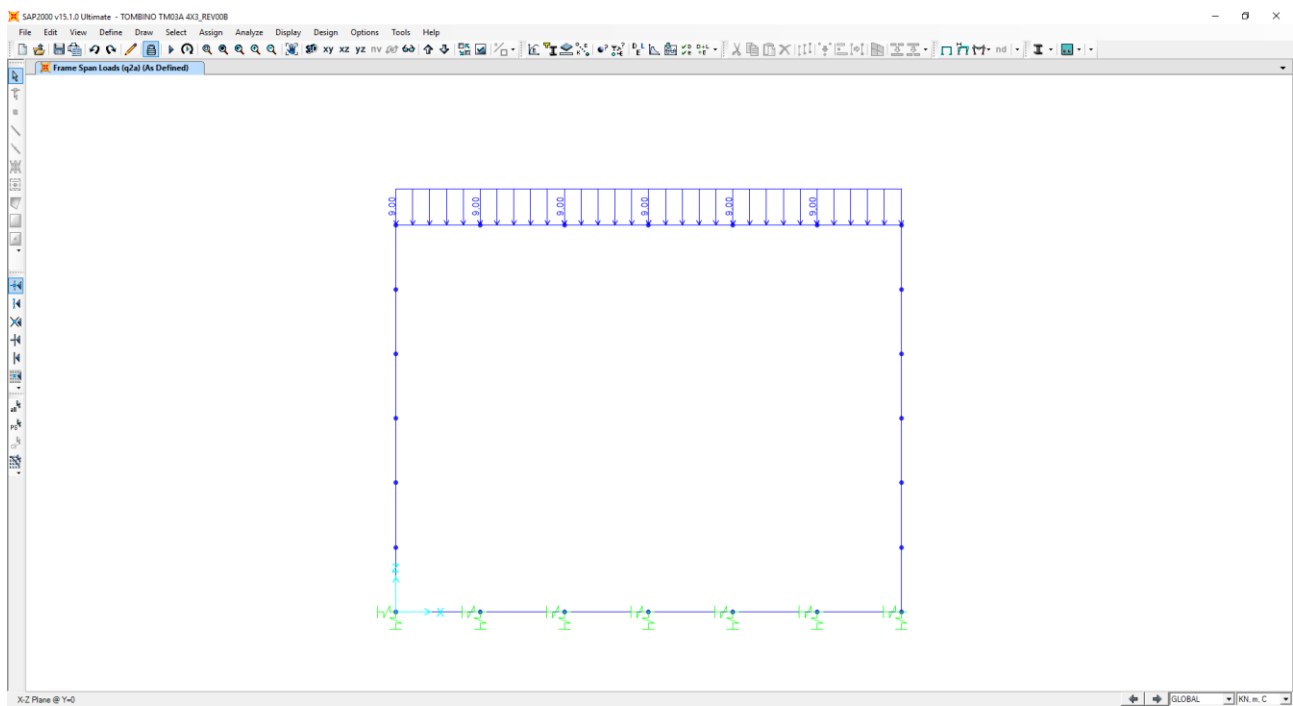 SAP2000 v15.1.0 Ultimate - TOMBINO TM03A 4X3_REV00B
File Edit View Define Draw Select Assign Analyze Display Design Options Tools Help
xy xz yz nv nd
Frame Span Loads (q2a) (As Defined)
9.00 9.00 9.00 9.00 9.00 9.00
X
X-Z Plane @ Y=0
GLOBAL
KN, m, C